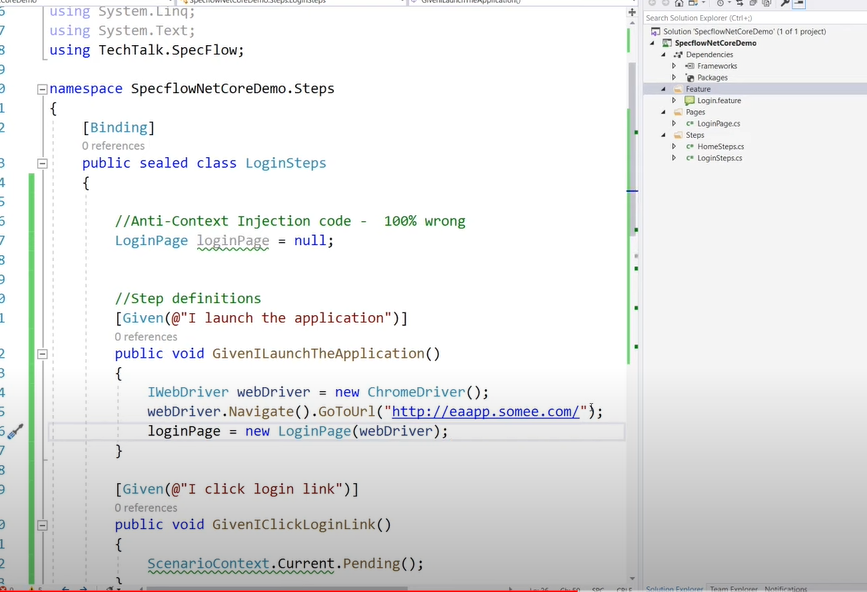 SpecflowNetCoreDemo.Steps.LoginSteps
GivenILaunchTheApplication()
using System.Linq;
using System.Text;
using TechTalk.SpecFlow;
namespace SpecflowNetCoreDemo.Steps
{
[Binding]
0 references
public sealed class LoginSteps
{
//Anti-Context Injection code -  100% wrong
LoginPage loginPage = null;
//Step definitions
[Given(@"I launch the application")]
0 references
public void GivenILaunchTheApplication()
{
IWebDriver webDriver = new ChromeDriver();
webDriver.Navigate().GoToUrl("http://eaapp.somee.com/");
loginPage = new LoginPage(webDriver);
}
[Given(@"I click login link")]
0 references
public void GivenIClickLoginLink()
{
ScenarioContext.Current.Pending();
}
Search Solution Explorer (Ctrl+;)
Solution 'SpecflowNetCoreDemo' (1 of 1 project)
SpecflowNetCoreDemo
Dependencies
Frameworks
Packages
Feature
Login.feature
Pages
C# LoginPage.cs
Steps
C# HomeSteps.cs
C# LoginSteps.cs
Solution Explorer Team Explorer Notifications